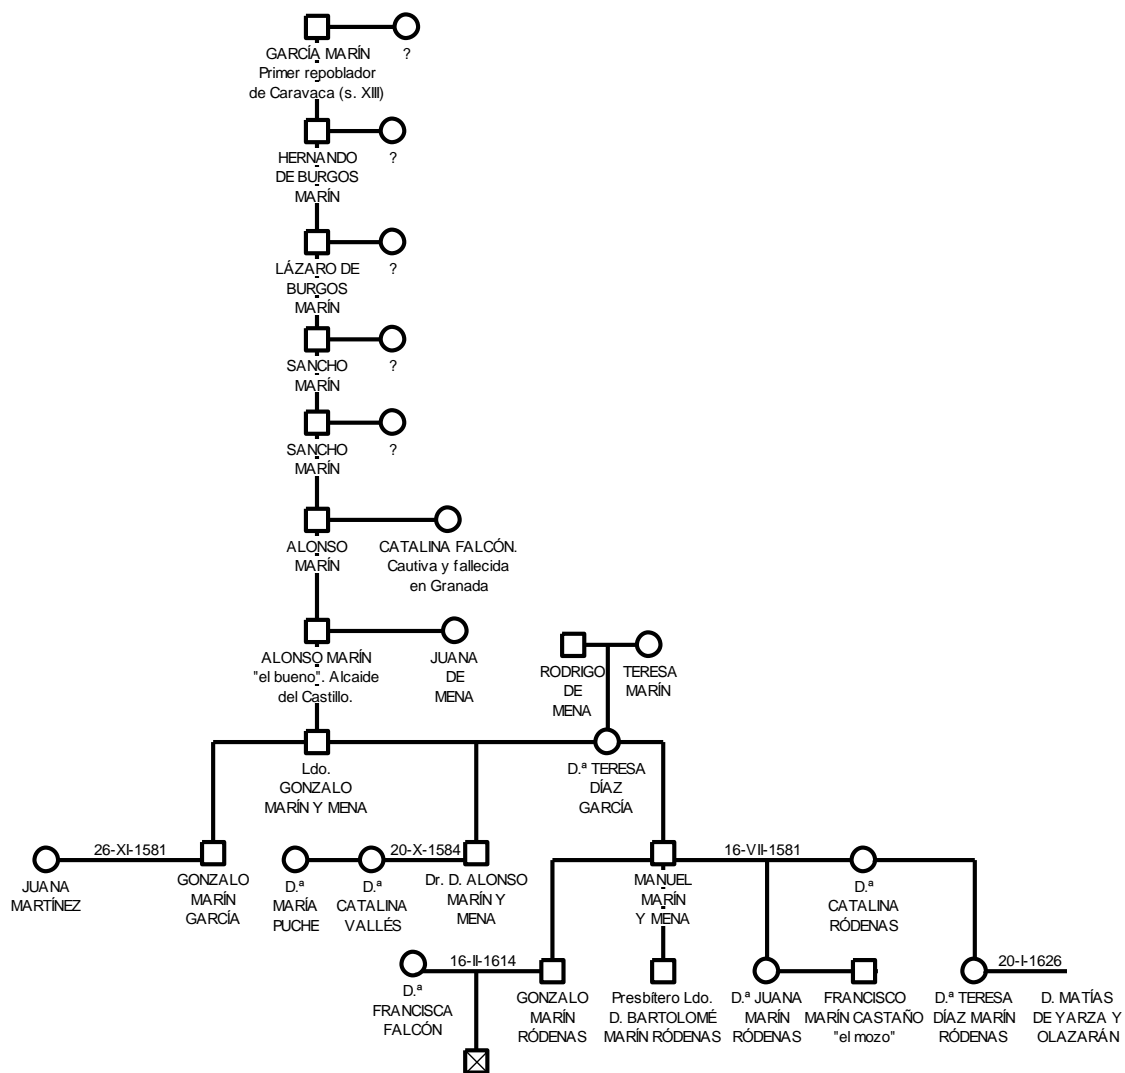 GARCÍA MARÍN
Primer repoblador
de Caravaca (s. XIII)
?
HERNANDO
DE BURGOS
MARÍN
?
LÁZARO DE
BURGOS
MARÍN
?
SANCHO
MARÍN
?
SANCHO
MARÍN
?
ALONSO
MARÍN
CATALINA FALCÓN.
Cautiva y fallecida
en Granada
ALONSO MARÍN
"el bueno". Alcaide
del Castillo.
JUANA
DE
MENA
RODRIGO
DE
MENA
TERESA
MARÍN
Ldo.
GONZALO
MARÍN Y MENA
D.ª TERESA
DÍAZ
GARCÍA
JUANA
MARTÍNEZ
26-XI-1581
GONZALO
MARÍN
GARCÍA
D.ª
MARÍA
PUCHE
D.ª
CATALINA
VALLÉS
20-X-1584
Dr. D. ALONSO
MARÍN Y
MENA
MANUEL
MARÍN
Y MENA
16-VII-1581
D.ª
CATALINA
RÓDENAS
D.ª
FRANCISCA
FALCÓN
16-II-1614
GONZALO
MARÍN
RÓDENAS
Presbítero Ldo.
D. BARTOLOMÉ
MARÍN RÓDENAS
D.ª JUANA
MARÍN
RÓDENAS
FRANCISCO
MARÍN CASTAÑO
"el mozo"
D.ª TERESA
DÍAZ MARÍN
RÓDENAS
20-I-1626
D. MATÍAS
DE YARZA Y
OLAZARÁN